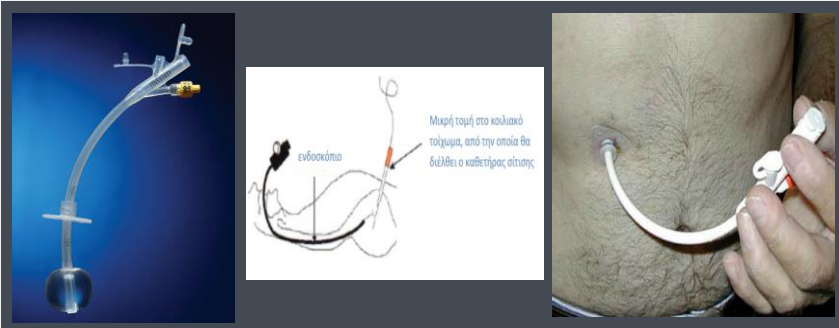 ενδοσκόπιο
Μικρή τομή στο κοιλιακό
τοίχωμα, από την οποία θα
διέλθει ο καθετήρας σίτισης